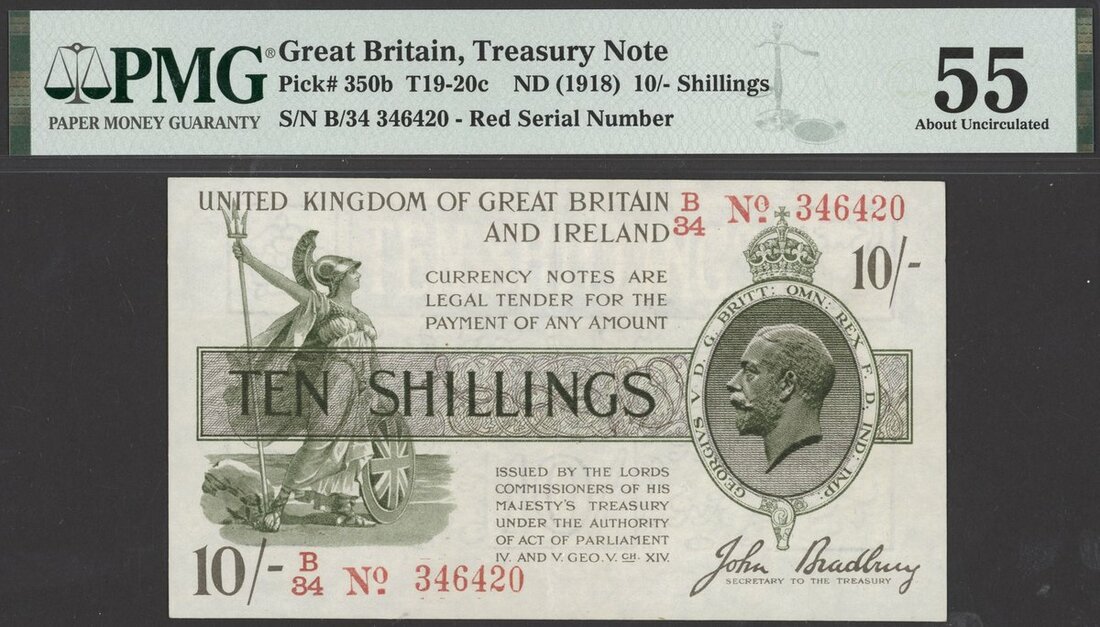 PMG®
PAPER MONEY GUARANTY
Great Britain, Treasury Note
Pick# 350b T19-20c ND (1918) 10/- Shillings
S/N B/34 346420 - Red Serial Number
55
About Uncirculated
UNITED KINGDOM OF GREAT BRITAIN
AND IRELAND
B/34 No. 346420
10/-
CURRENCY NOTES ARE
LEGAL TENDER FOR THE
PAYMENT OF ANY AMOUNT
GEORGIVS V D. G. BRITT: OMN: REX F. D. IND: IMP:
TEN SHILLINGS
ISSUED BY THE LORDS
COMMISSIONERS OF HIS
MAJESTY'S TREASURY
UNDER THE AUTHORITY
OF ACT OF PARLIAMENT
IV. AND V. GEO. V. CH. XIV.
10/- B/34 No 346420
John Bradbury
SECRETARY TO THE TREASURY